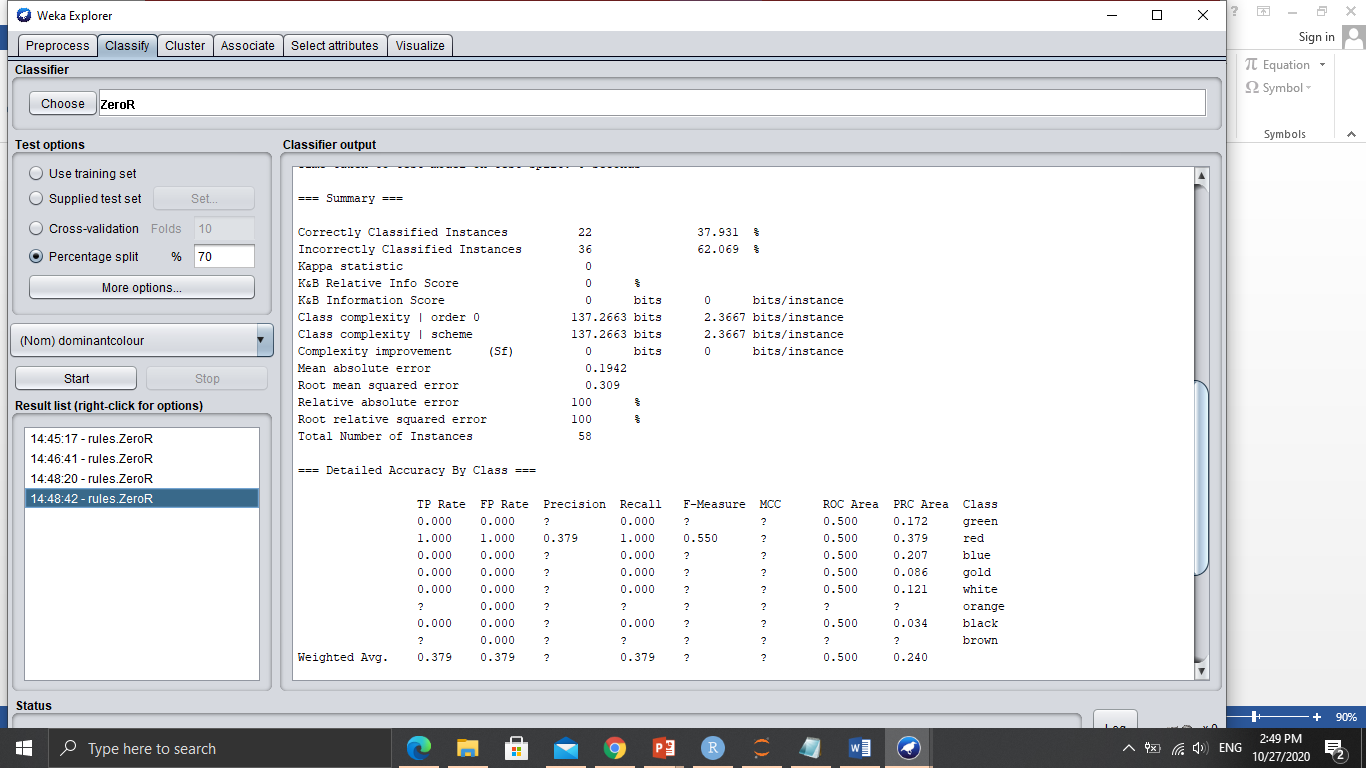 Weka Explorer
Sign in
Preprocess Classify Cluster Associate Select attributes Visualize
π Equation
Ω Symbol
Symbols
Classifier
Choose ZeroR
Test options
Use training set
Supplied test set Set...
Cross-validation Folds 10
Percentage split % 70
More options...
(Nom) dominantcolour
Start Stop
Result list (right-click for options)
14:45:17 - rules.ZeroR
14:46:41 - rules.ZeroR
14:48:20 - rules.ZeroR
14:48:42 - rules.ZeroR
Classifier output
=== Summary ===
Correctly Classified Instances 22 37.931 %
Incorrectly Classified Instances 36 62.069 %
Kappa statistic 0
K&B Relative Info Score 0 %
K&B Information Score 0 bits 0 bits/instance
Class complexity | order 0 137.2663 bits 2.3667 bits/instance
Class complexity | scheme 137.2663 bits 2.3667 bits/instance
Complexity improvement (Sf) 0 bits 0 bits/instance
Mean absolute error 0.1942
Root mean squared error 0.309
Relative absolute error 100 %
Root relative squared error 100 %
Total Number of Instances 58
=== Detailed Accuracy By Class ===
TP Rate FP Rate Precision Recall F-Measure MCC ROC Area PRC Area Class
0.000 0.000 ? 0.000 ? ? 0.500 0.172 green
1.000 1.000 0.379 1.000 0.550 ? 0.500 0.379 red
0.000 0.000 ? 0.000 ? ? 0.500 0.207 blue
0.000 0.000 ? 0.000 ? ? 0.500 0.086 gold
0.000 0.000 ? 0.000 ? ? 0.500 0.121 white
? 0.000 ? ? ? ? ? ? orange
0.000 0.000 ? 0.000 ? ? 0.500 0.034 black
? 0.000 ? ? ? ? ? ? brown
Weighted Avg. 0.379 0.379 ? 0.379 ? ? 0.500 0.240
Status
90%
Type here to search
ENG
2:49 PM
10/27/2020
2